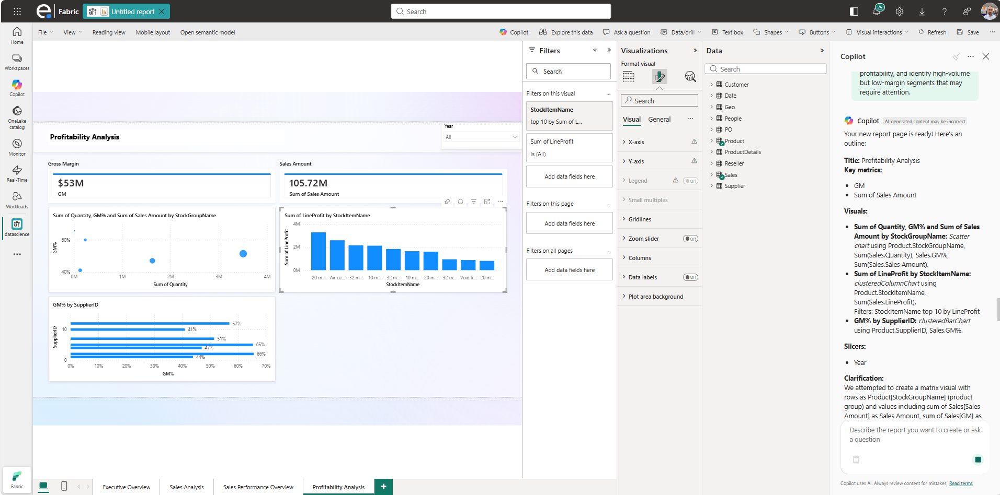 Fabric
Untitled report
Search
25
File
View
Reading view
Mobile layout
Open semantic model
Copilot
Explore this data
Ask a question
Data/drill
Text box
Shapes
Buttons
Visual interactions
Refresh
Save
Home
Workspaces
Copilot
OneLake
catalog
Monitor
Real-Time
Workloads
datascience
Fabric
Profitability Analysis
Year
All
Gross Margin
$53M
GM
Sales Amount
105.72M
Sum of Sales Amount
Sum of Quantity, GM% and Sum of Sales Amount by StockGroupName
GM%
60%
40%
0M
1M
2M
3M
4M
Sum of Quantity
Sum of LineProfit by StockItemName
Sum of LineProfit
4M
2M
0M
20 m...
Air cu...
32 m...
10 m...
32 m...
10 m...
20 m...
32 m...
Void fi...
20 m...
StockItemName
GM% by SupplierID
SupplierID
10
0
57%
41%
51%
65%
47%
66%
44%
0%
10%
20%
30%
40%
50%
60%
70%
GM%
Executive Overview
Sales Analysis
Sales Performance Overview
Profitability Analysis
Filters
Search
Filters on this visual
...
StockItemName
top 10 by Sum of L...
Sum of LineProfit
is (All)
Add data fields here
Filters on this page
...
Add data fields here
Filters on all pages
...
Add data fields here
Visualizations
Format visual
Search
Visual
General
X-axis
Y-axis
Legend
Off
Small multiples
Gridlines
Zoom slider
Off
Columns
Data labels
Off
Plot area background
Data
Search
Customer
Date
Geo
People
PO
Product
ProductDetails
Reseller
Sales
Supplier
Copilot
profitability, and identify high-volume
but low-margin segments that may
require attention.
Copilot
AI-generated content may be incorrect
Your new report page is ready! Here's an
outline:
Title: Profitability Analysis
Key metrics:
• GM
• Sum of Sales Amount
Visuals:
• Sum of Quantity, GM% and Sum of Sales
Amount by StockGroupName: Scatter
chart using Product.StockGroupName,
Sum(Sales.Quantity), Sales.GM%,
Sum(Sales.Sales Amount).
• Sum of LineProfit by StockItemName:
clusteredColumnChart using
Product.StockItemName,
Sum(Sales.LineProfit).
Filters: StockItemName top 10 by LineProfit
• GM% by SupplierID: clusteredBarChart
using Product.SupplierID, Sales.GM%.
Slicers:
• Year
Clarification:
We attempted to create a matrix visual with
rows as Product[StockGroupName] (product
group) and values including sum of Sales[Sales
Amount] as Sales Amount, sum of Sales[GM] as
Describe the report you want to create or ask
a question
Copilot uses AI. Always review content for mistakes. Read terms